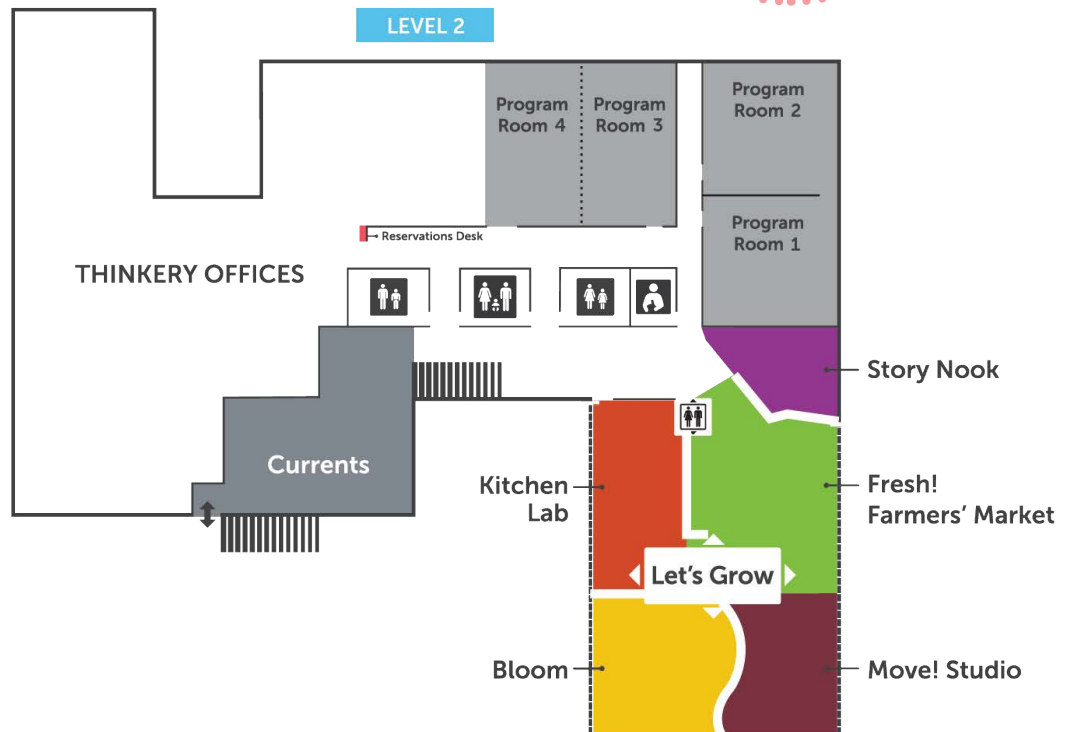 LEVEL 2
Program
Room 4
Program
Room 3
Program
Room 2
Program
Room 1
Reservations Desk
THINKERY OFFICES
Story Nook
Currents
Kitchen
Lab
Fresh!
Farmers’ Market
Let's Grow
Bloom
Move! Studio